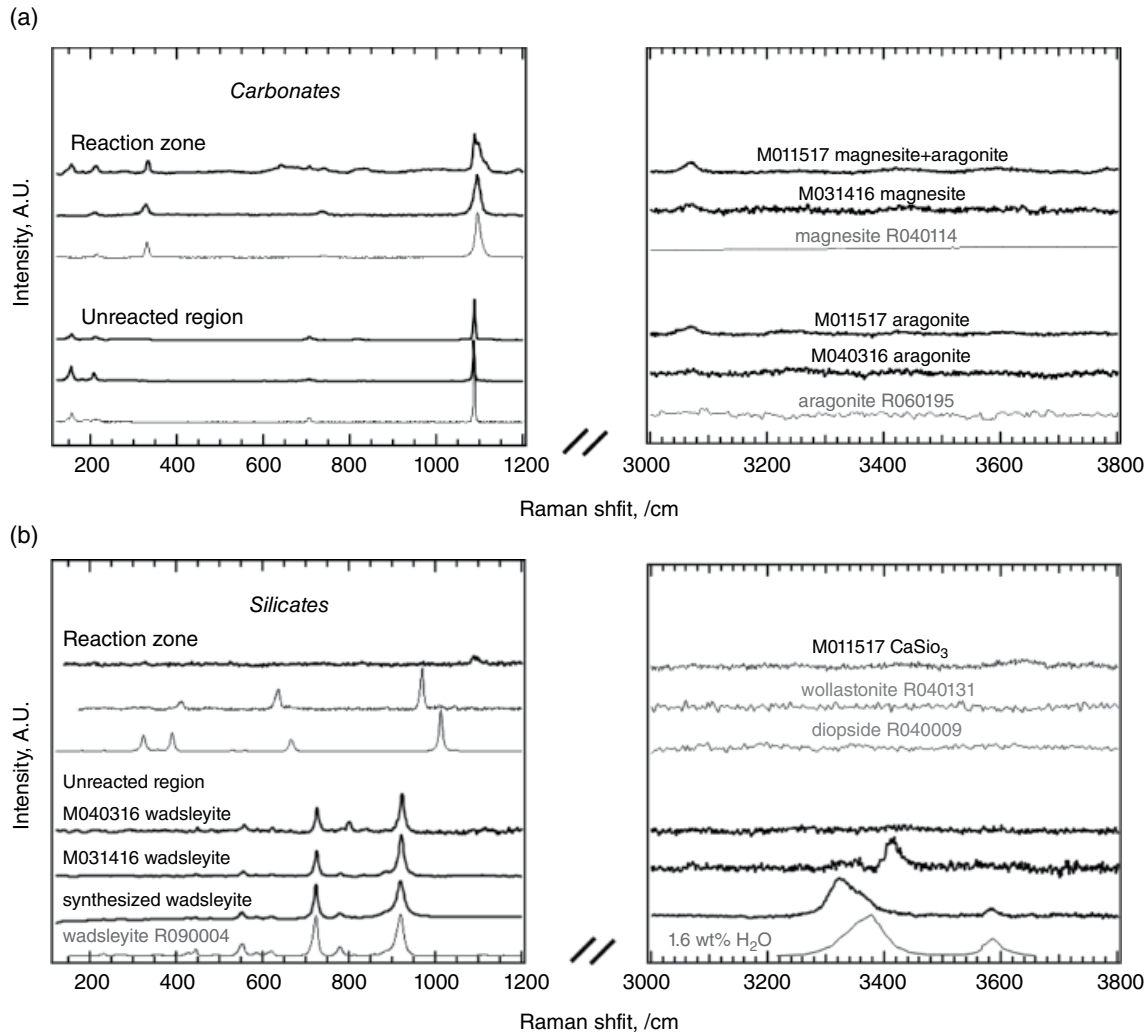 (a)
Carbonates
Reaction zone
Unreacted region
Intensity, A.U.
M011517 magnesite+aragonite
M031416 magnesite
magnesite R040114
M011517 aragonite
M040316 aragonite
aragonite R060195
200 400 600 800 1000 1200
3000 3200 3400 3600 3800
Raman shfit, /cm
(b)
Silicates
Reaction zone
Unreacted region
M040316 wadsleyite
M031416 wadsleyite
synthesized wadsleyite
wadsleyite R090004
Intensity, A.U.
M011517 CaSio3
wollastonite R040131
diopside R040009
1.6 wt% H2O
200 400 600 800 1000 1200
3000 3200 3400 3600 3800
Raman shfit, /cm